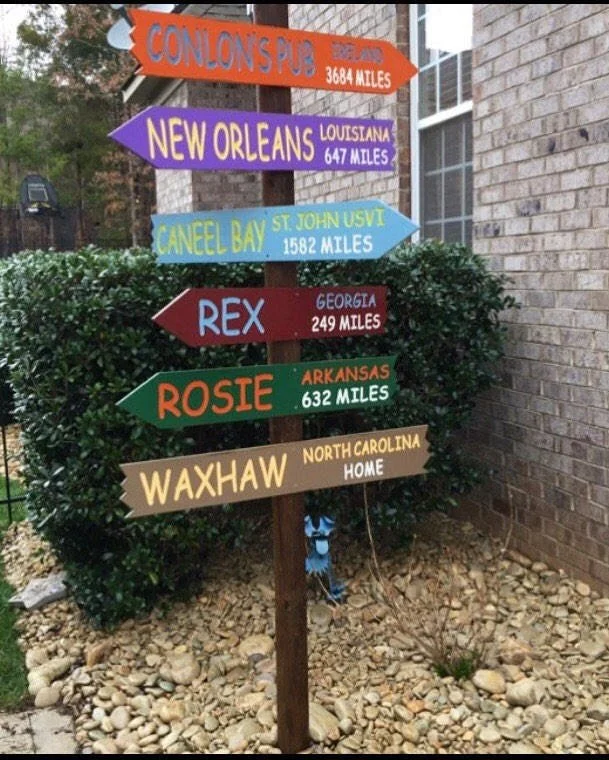 CONLON'S PUB IRELAND
3684 MILES
NEW ORLEANS LOUISIANA
647 MILES
CANEEL BAY ST. JOHN USVI
1582 MILES
REX GEORGIA
249 MILES
ROSIE ARKANSAS
632 MILES
WAXHAW NORTH CAROLINA
HOME